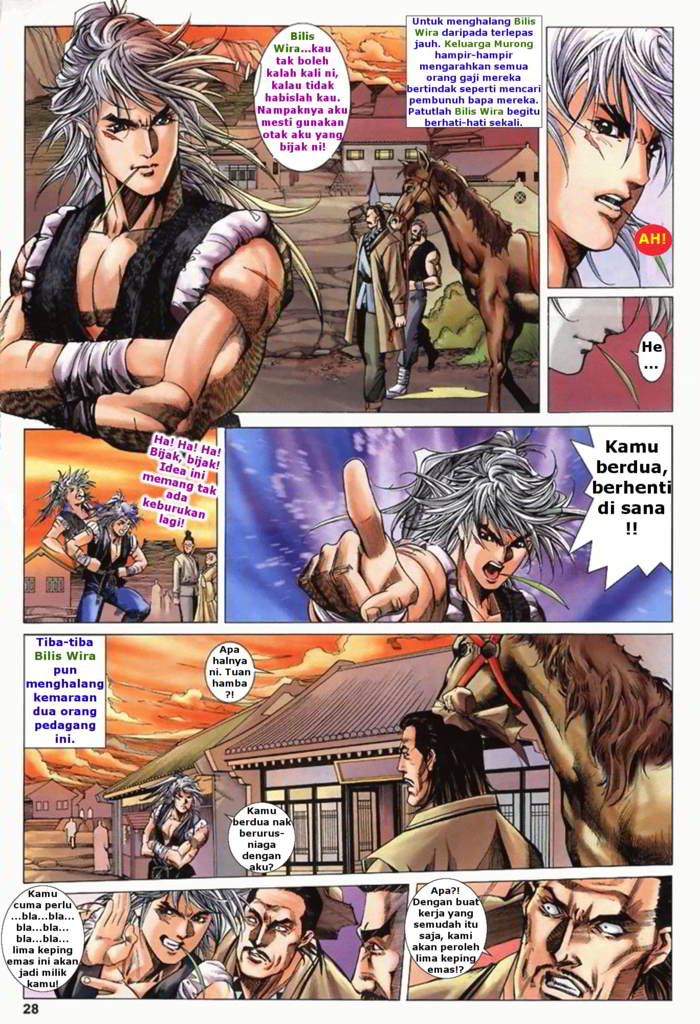 Bilis
Wira...kau
tak boleh
kalah kali ni,
kalau tidak
habislah kau.
Nampaknya aku
mesti gunakan
otak aku yang
bijak ni!
Untuk menghalang Bilis
Wira daripada terlepas
jauh. Keluarga Murong
hampir-hampir
mengarahkan semua
orang gaji mereka
bertindak seperti mencari
pembunuh bapa mereka.
Patutlah Bilis Wira begitu
berhati-hati sekali.
AH!
He
...
Ha! Ha! Ha!
Bijak, bijak!
Idea ini
memang tak
ada
keburukan
lagi!
Kamu
berdua,
berhenti
di sana
!!
Tiba-tiba
Bilis Wira
pun
menghalang
kemaraan
dua orang
pedagang
ini.
Apa
halnya
ni. Tuan
hamba
?!
Kamu
berdua nak
berurus-
niaga
dengan
aku?
Kamu
cuma perlu
...bla...bla...
bla...bla...
bla...bla...
lima keping
emas ini akan
jadi milik
kamu!
Apa?!
Dengan buat
kerja yang
semudah itu
saja, kami
akan peroleh
lima keping
emas!?
28